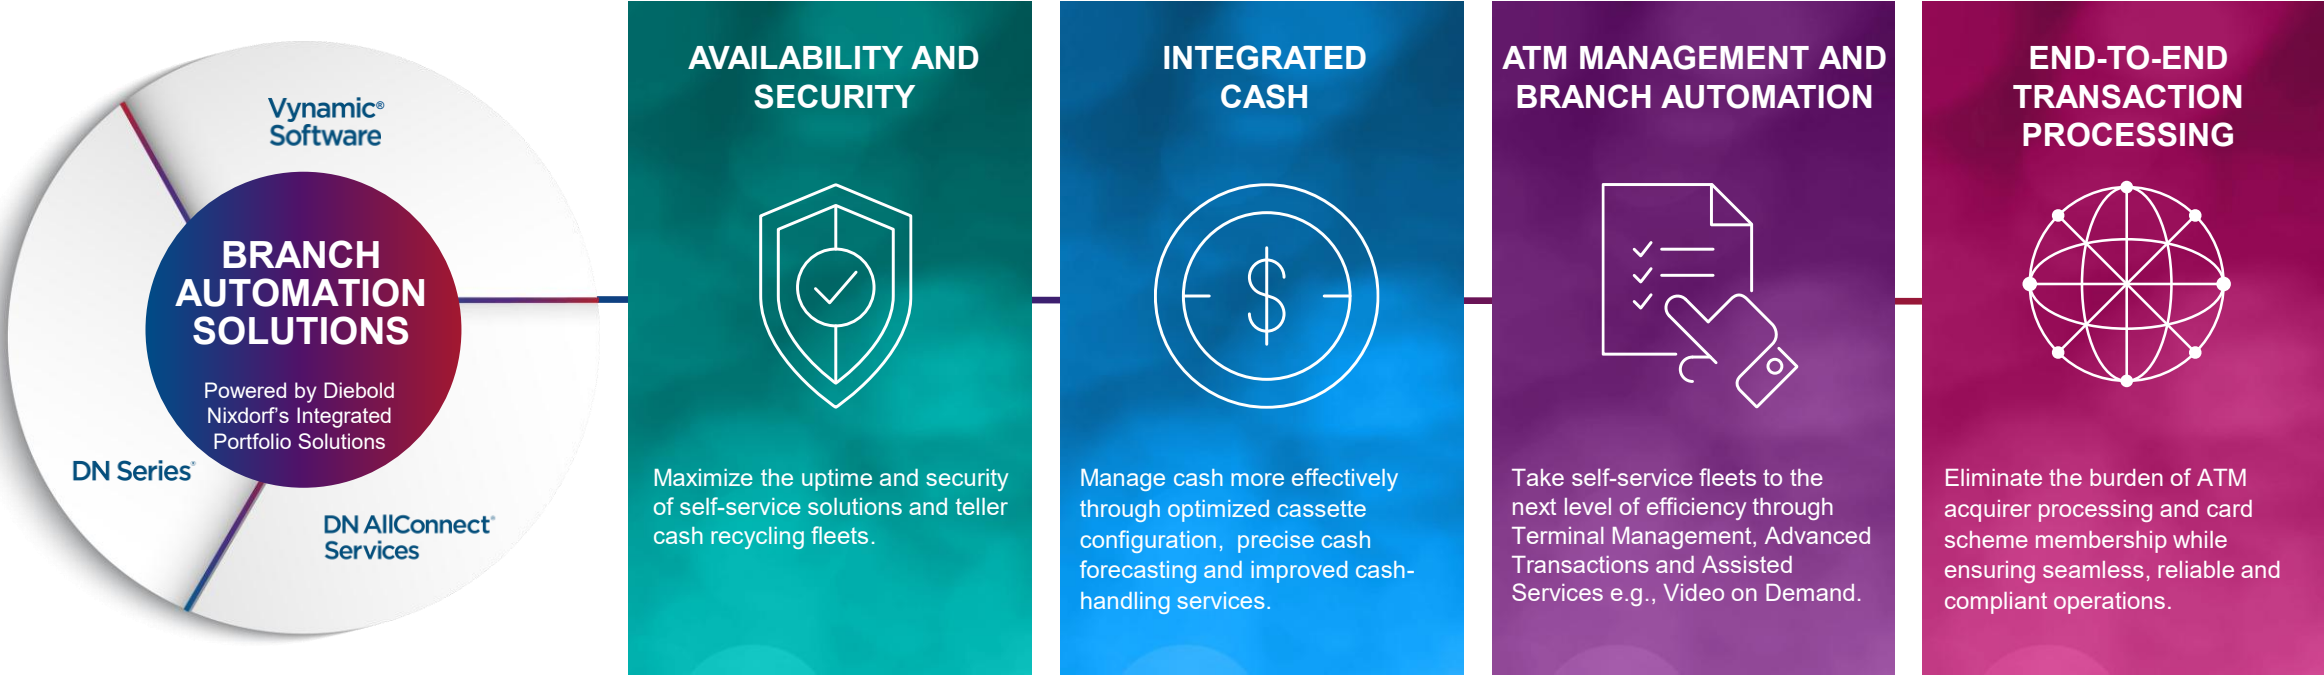 Vynamic®
Software
BRANCH
AUTOMATION
SOLUTIONS
Powered by Diebold
Nixdorf’s Integrated
Portfolio Solutions
DN Series®
DN AllConnect®
Services
AVAILABILITY AND
SECURITY
Maximize the uptime and security
of self-service solutions and teller
cash recycling fleets.
INTEGRATED
CASH
$
Manage cash more effectively
through optimized cassette
configuration,  precise cash
forecasting and improved cash-
handling services.
ATM MANAGEMENT AND
BRANCH AUTOMATION
Take self-service fleets to the
next level of efficiency through
Terminal Management, Advanced
Transactions and Assisted
Services e.g., Video on Demand.
END-TO-END
TRANSACTION
PROCESSING
Eliminate the burden of ATM
acquirer processing and card
scheme membership while
ensuring seamless, reliable and
compliant operations.